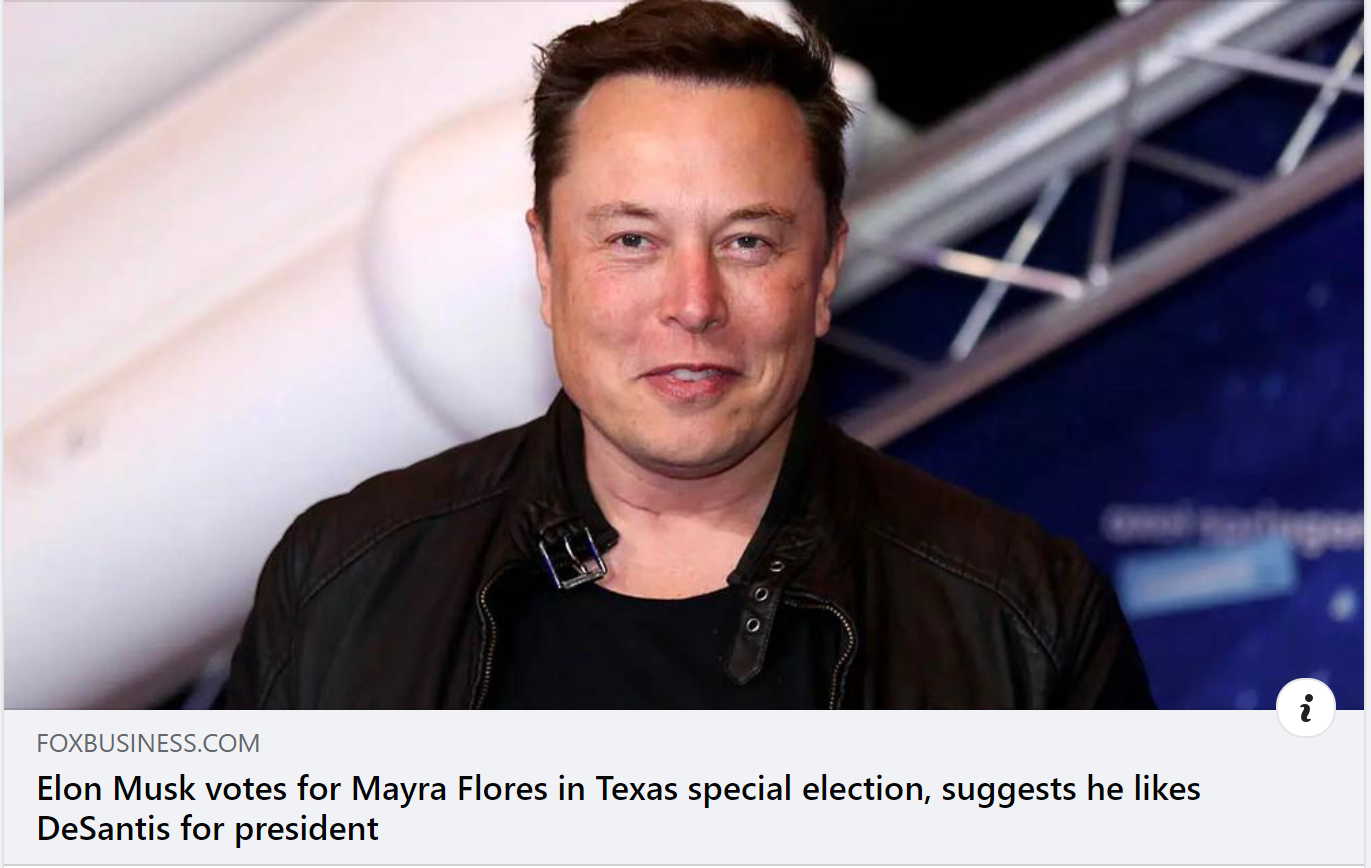 FOXBUSINESS.COM
Elon Musk votes for Mayra Flores in Texas special election, suggests he likes
DeSantis for president